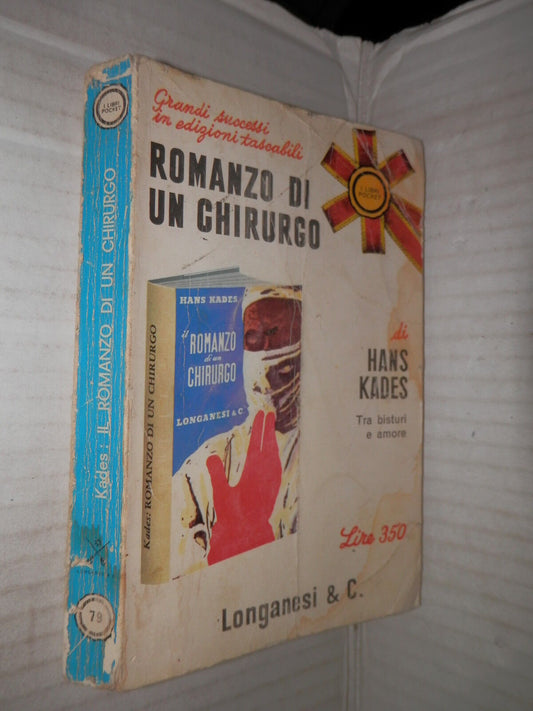 I LIBRI
POCKET
Kades: IL ROMANZO DI UN CHIRURGO
79
Grandi successi
in edizioni tascabili
ROMANZO DI
UN CHIRURGO
I LIBRI
POCKET
HANS KADES
il
ROMANZO
di un
CHIRURGO
LONGANESI & C.
Kades: ROMANZO DI UN CHIRURGO
di
HANS
KADES
Tra bisturi
e amore
Lire 350
Longanesi & C.